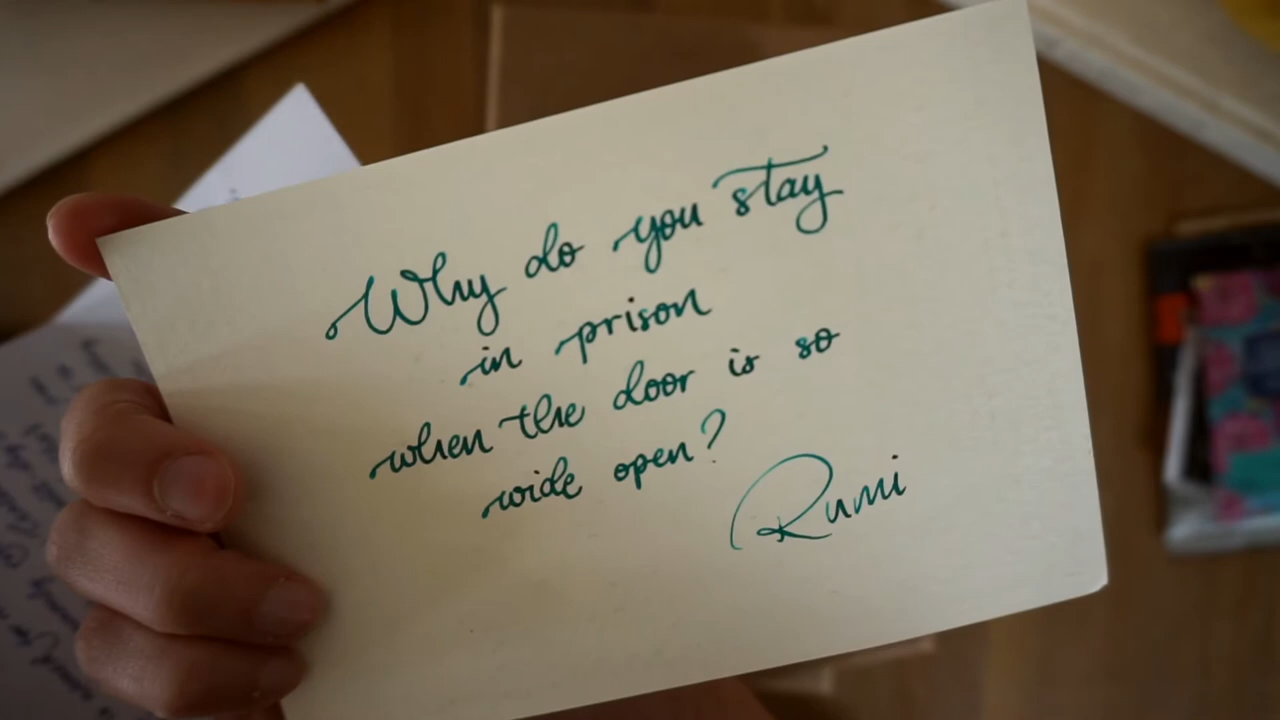 Why do you stay
in prison
when the door is so
wide open?
Rumi